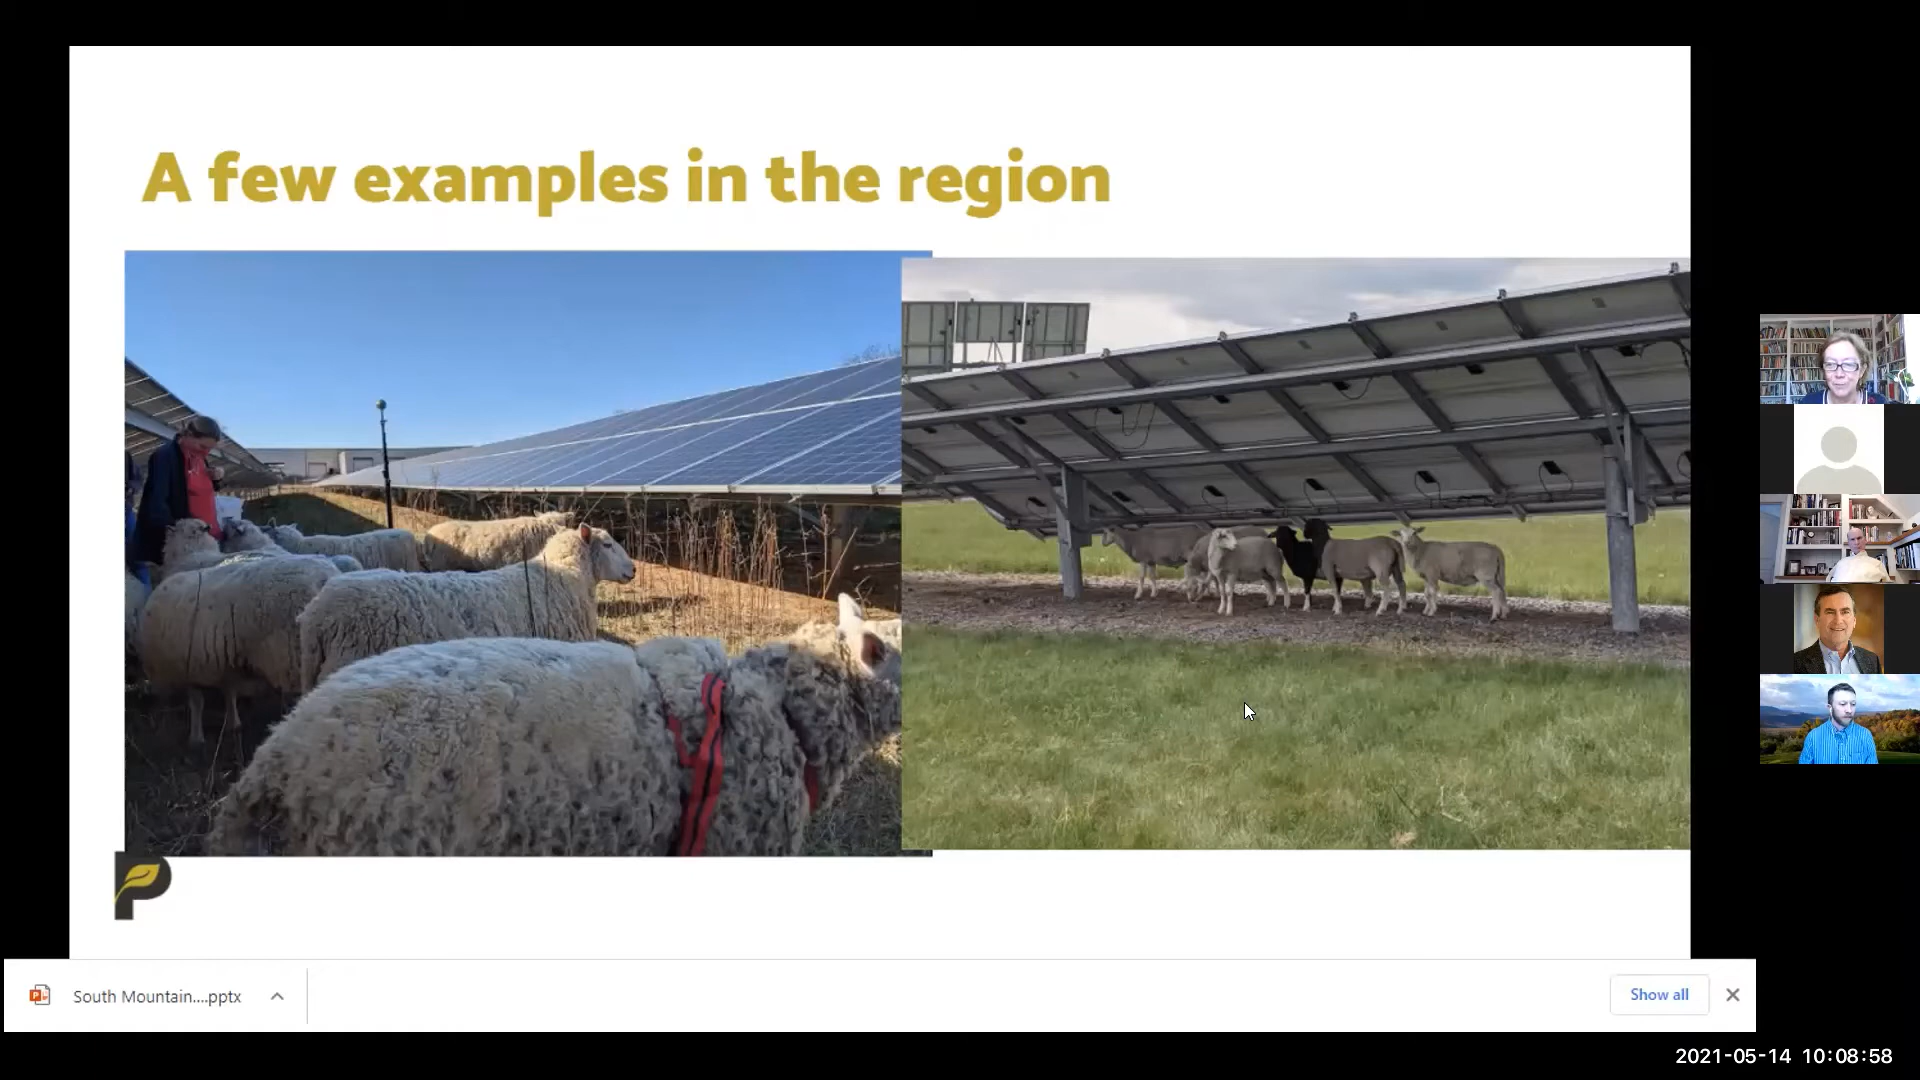 A few examples in the region
P
South Mountain....pptx
Show all
2021-05-14 10:08:58